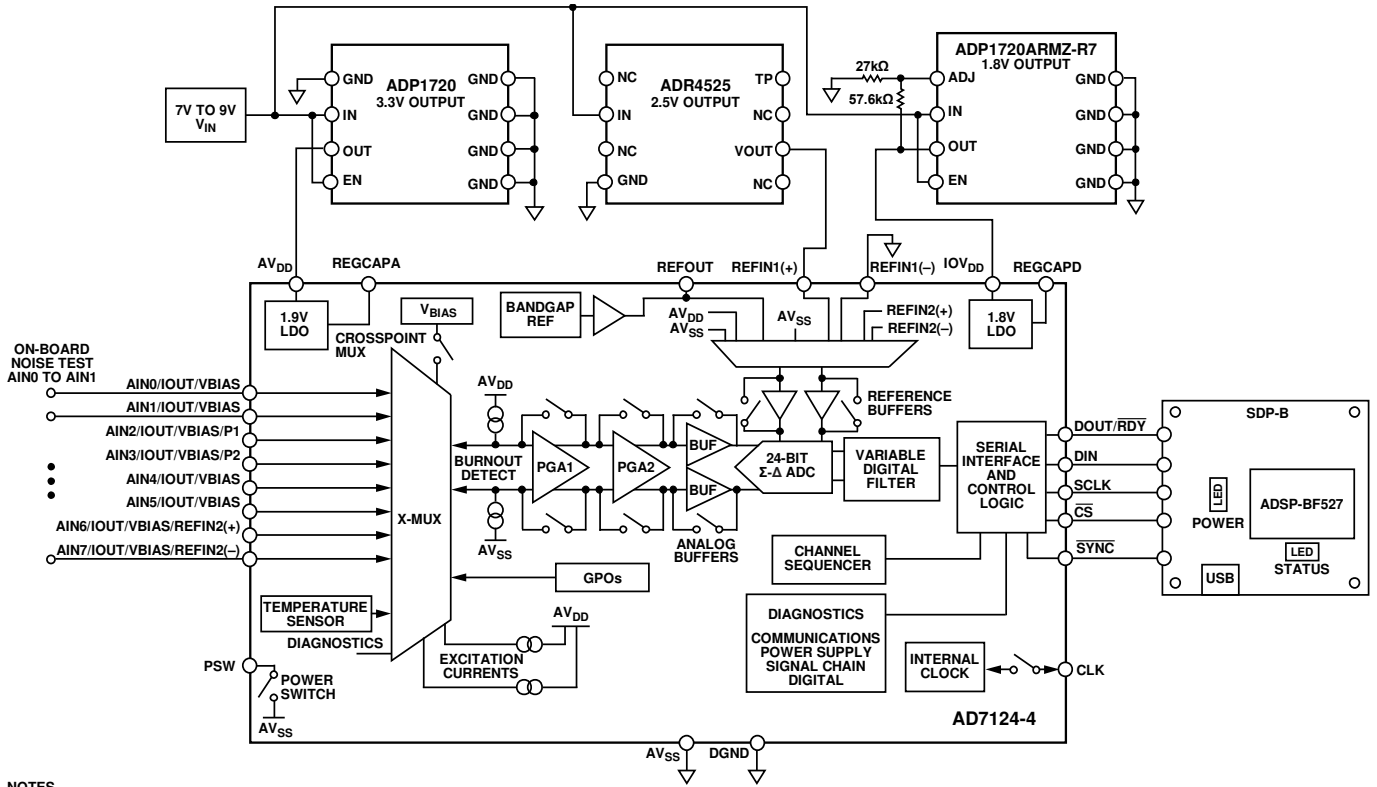 7V TO 9V
VIN
ADP1720
3.3V OUTPUT
GND
IN
OUT
EN
GND
GND
GND
GND
ADR4525
2.5V OUTPUT
NC
IN
NC
GND
TP
NC
VOUT
NC
27kΩ
57.6kΩ
ADP1720ARMZ-R7
1.8V OUTPUT
ADJ
IN
OUT
EN
GND
GND
GND
GND
AVDD
REGCAPA
REFOUT
REFIN1(+)
REFIN1(–)
IOVDD
REGCAPD
1.9V
LDO
VBIAS
CROSSPOINT
MUX
BANDGAP
REF
AVDD
AVSS
AVSS
REFIN2(+)
REFIN2(–)
1.8V
LDO
ON-BOARD
NOISE TEST
AIN0 TO AIN1
AIN0/IOUT/VBIAS
AIN1/IOUT/VBIAS
AIN2/IOUT/VBIAS/P1
AIN3/IOUT/VBIAS/P2
AIN4/IOUT/VBIAS
AIN5/IOUT/VBIAS
AIN6/IOUT/VBIAS/REFIN2(+)
AIN7/IOUT/VBIAS/REFIN2(–)
X-MUX
AVDD
BURNOUT
DETECT
AVSS
PGA1
PGA2
BUF
BUF
ANALOG
BUFFERS
REFERENCE
BUFFERS
24-BIT
Σ-Δ ADC
VARIABLE
DIGITAL
FILTER
SERIAL
INTERFACE
AND
CONTROL
LOGIC
DOUT/RDY
DIN
SCLK
CS
SYNC
SDP-B
LED
POWER
ADSP-BF527
LED
STATUS
USB
GPOs
CHANNEL
SEQUENCER
TEMPERATURE
SENSOR
DIAGNOSTICS
AVDD
EXCITATION
CURRENTS
DIAGNOSTICS
COMMUNICATIONS
POWER SUPPLY
SIGNAL CHAIN
DIGITAL
INTERNAL
CLOCK
CLK
PSW
POWER
SWITCH
AVSS
AD7124-4
AVSS
DGND
NOTES